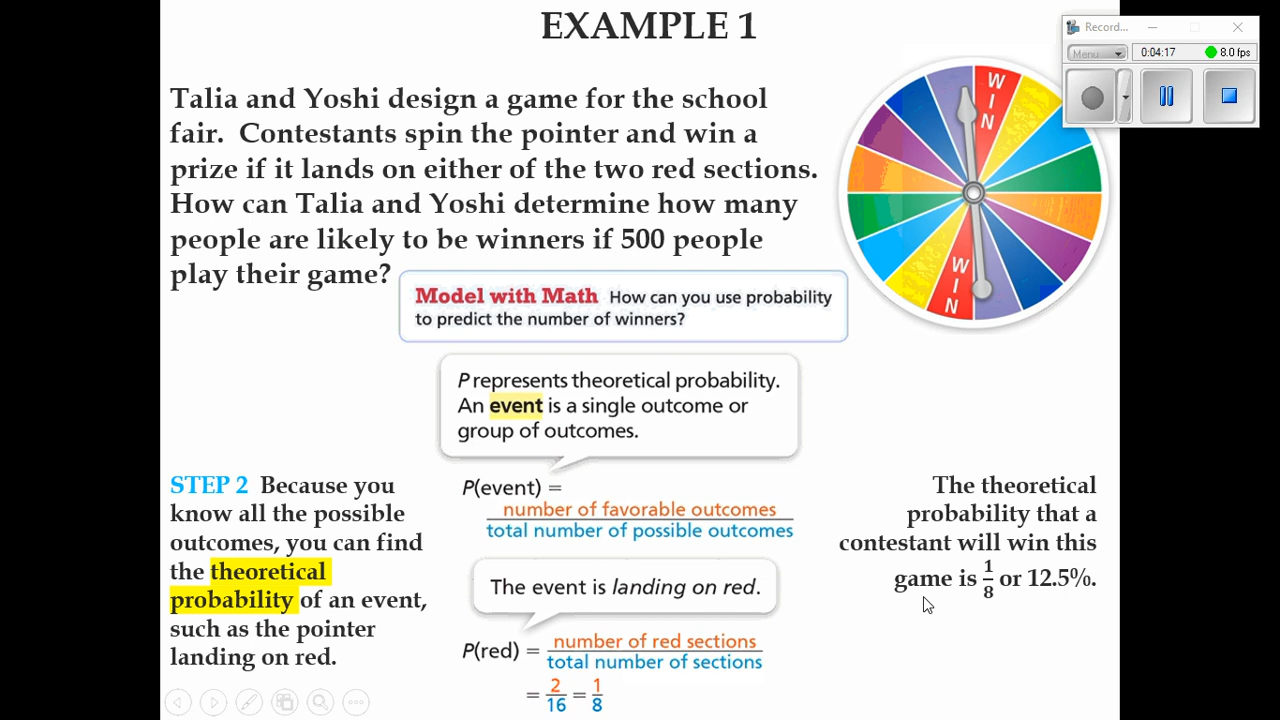 EXAMPLE 1
Talia and Yoshi design a game for the school
fair. Contestants spin the pointer and win a
prize if it lands on either of the two red sections.
How can Talia and Yoshi determine how many
people are likely to be winners if 500 people
play their game?
WIN
WIN
Record...
Menu
0:04:17
8.0 fps
Model with Math How can you use probability
to predict the number of winners?
P represents theoretical probability.
An event is a single outcome or
group of outcomes.
STEP 2 Because you
know all the possible
outcomes, you can find
the theoretical
probability of an event,
such as the pointer
landing on red.
P(event) =
number of favorable outcomes
total number of possible outcomes
The event is landing on red.
P(red) = number of red sections
total number of sections
= 2/16 = 1/8
The theoretical
probability that a
contestant will win this
game is 1/8 or 12.5%.